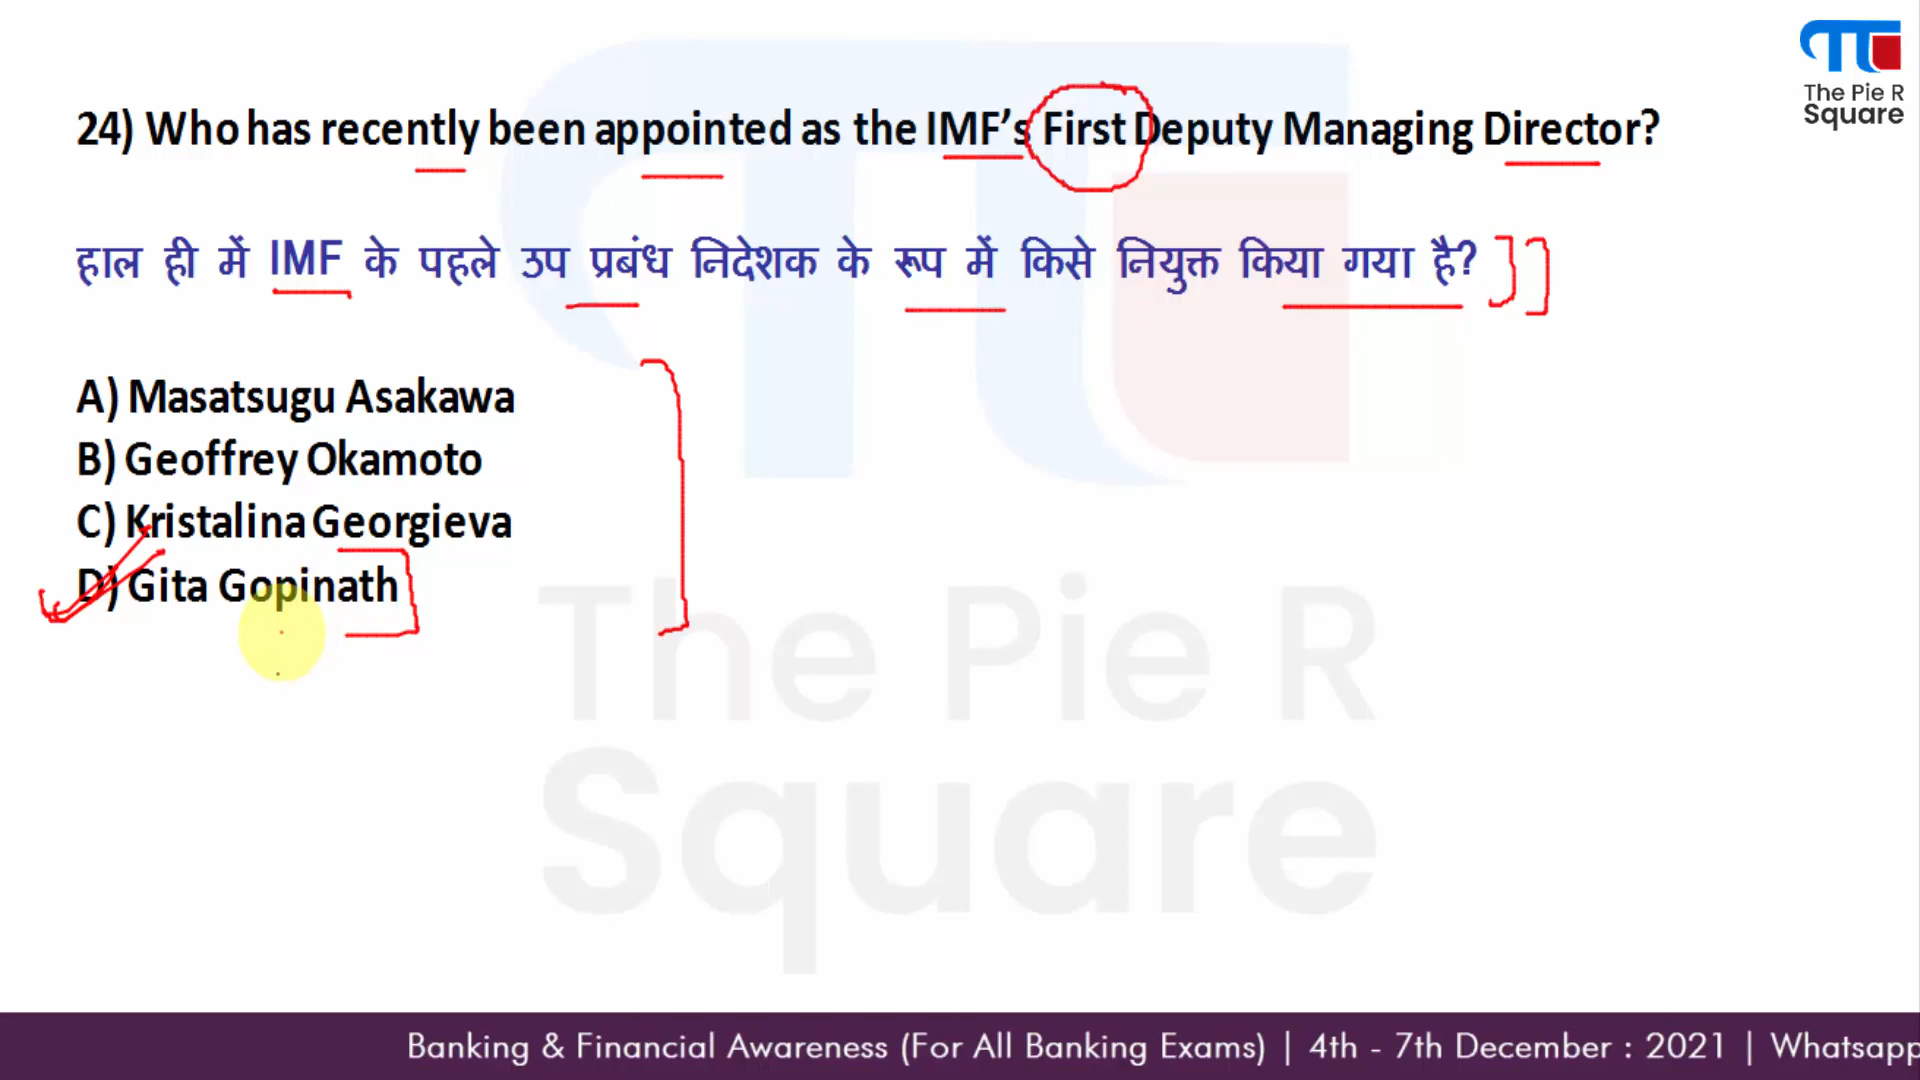 The Pie R
Square
24) Who has recently been appointed as the IMF’s First Deputy Managing Director?
हाल ही में IMF के पहले उप प्रबंध निदेशक के रूप में किसे नियुक्त किया गया है?
A) Masatsugu Asakawa
B) Geoffrey Okamoto
C) Kristalina Georgieva
D) Gita Gopinath
The Pie R
Square
Banking & Financial Awareness (For All Banking Exams) | 4th - 7th December : 2021 | Whatsapp